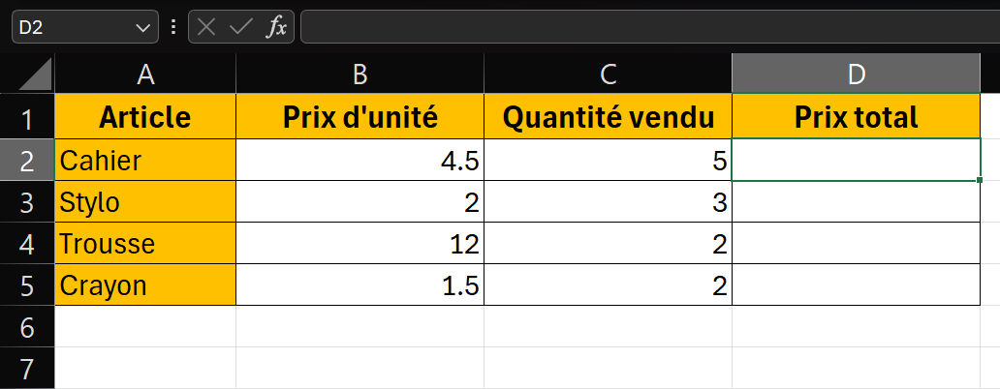 D2 fx
A B C D
1 Article Prix d'unité Quantité vendu Prix total
2 Cahier 4.5 5
3 Stylo 2 3
4 Trousse 12 2
5 Crayon 1.5 2
6
7